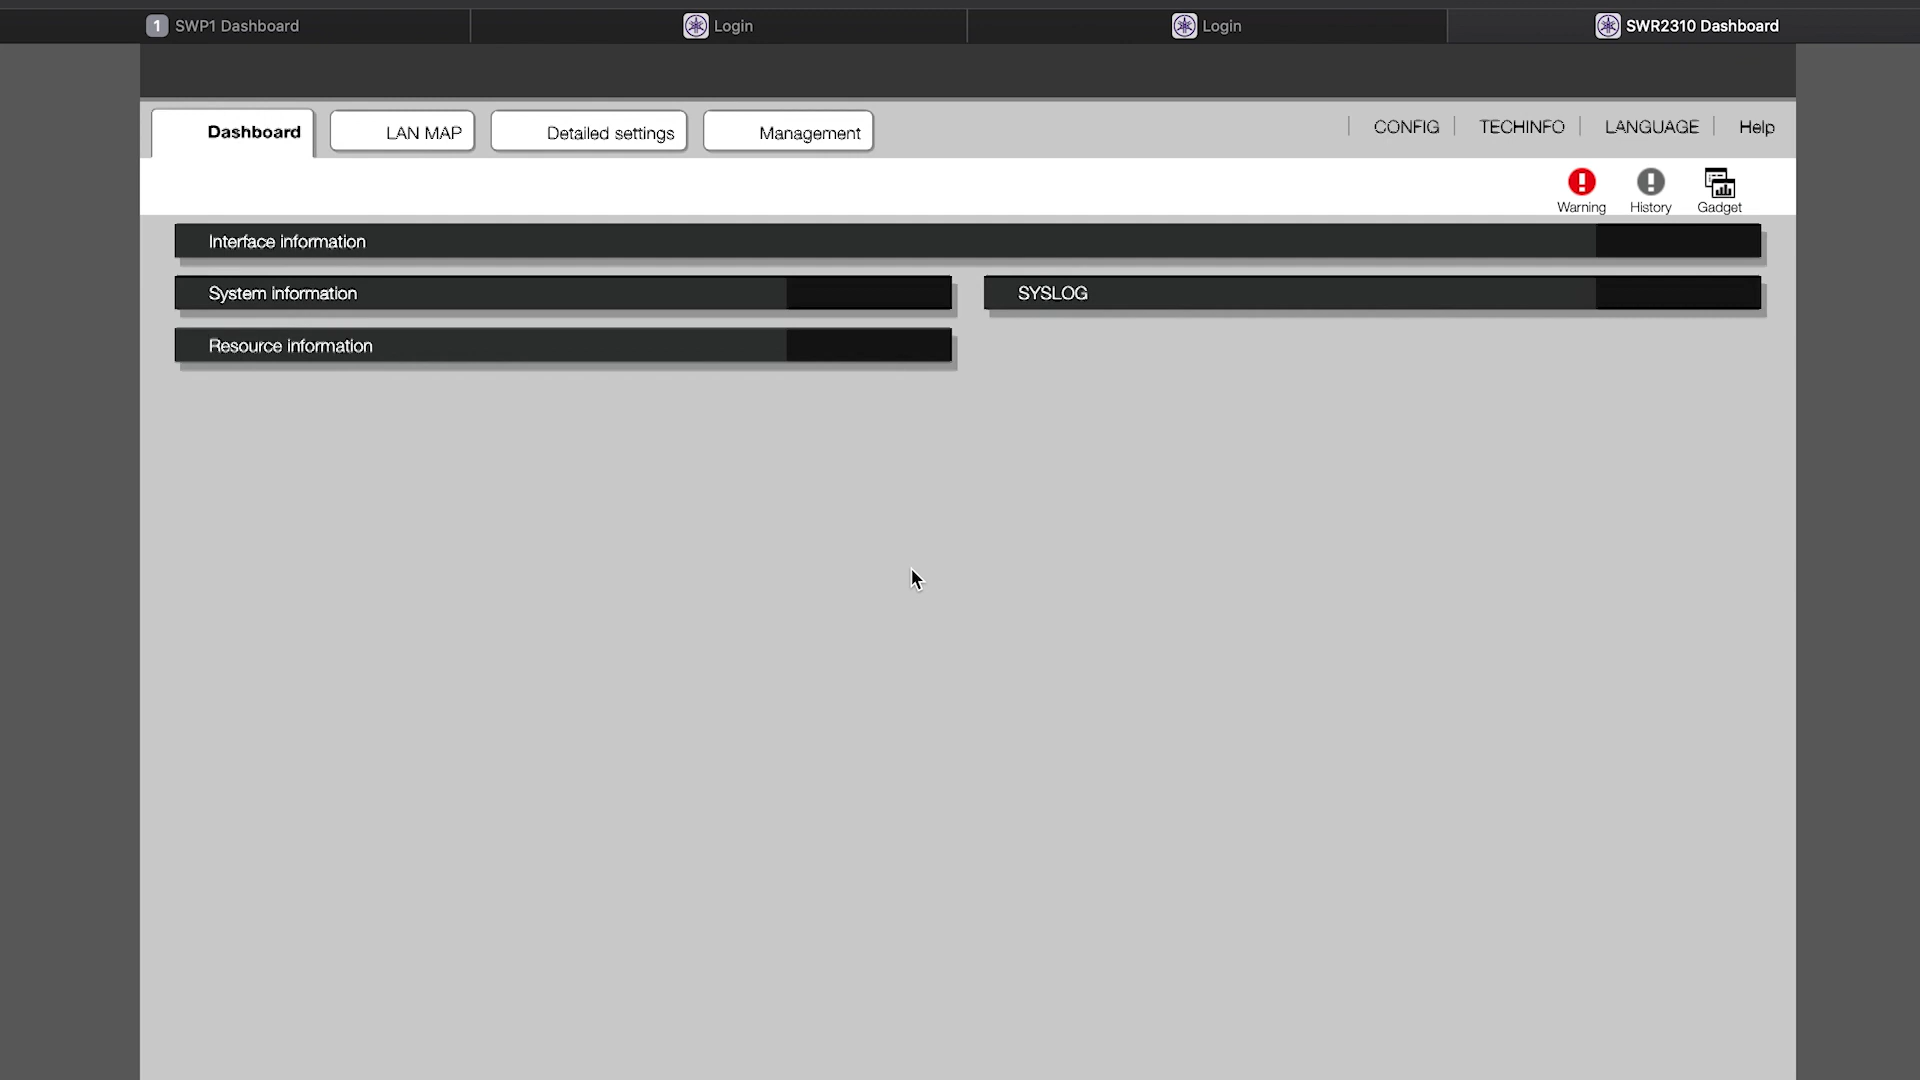 1 SWP1 Dashboard
Login
Login
SWR2310 Dashboard
Dashboard
LAN MAP
Detailed settings
Management
CONFIG
TECHINFO
LANGUAGE
Help
Warning
History
Gadget
Interface information
System information
SYSLOG
Resource information